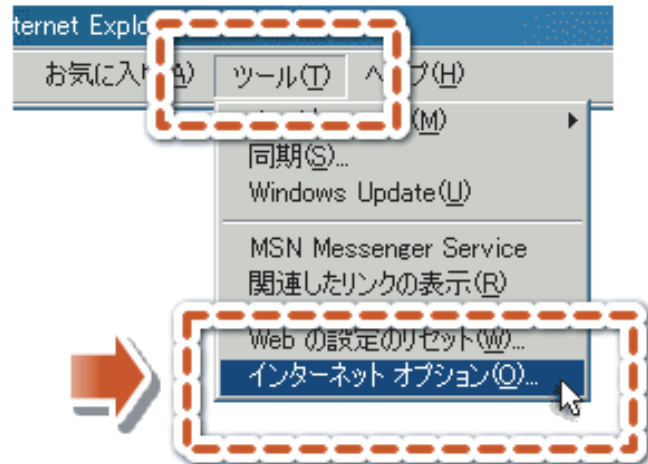 ternet Explo
お気に入り(A) ツール(T) ヘルプ(H)
(M)
同期(S)...
Windows Update(U)
MSN Messenger Service
関連したリンクの表示(R)
Web の設定のリセット(W)...
インターネット オプション(O)...